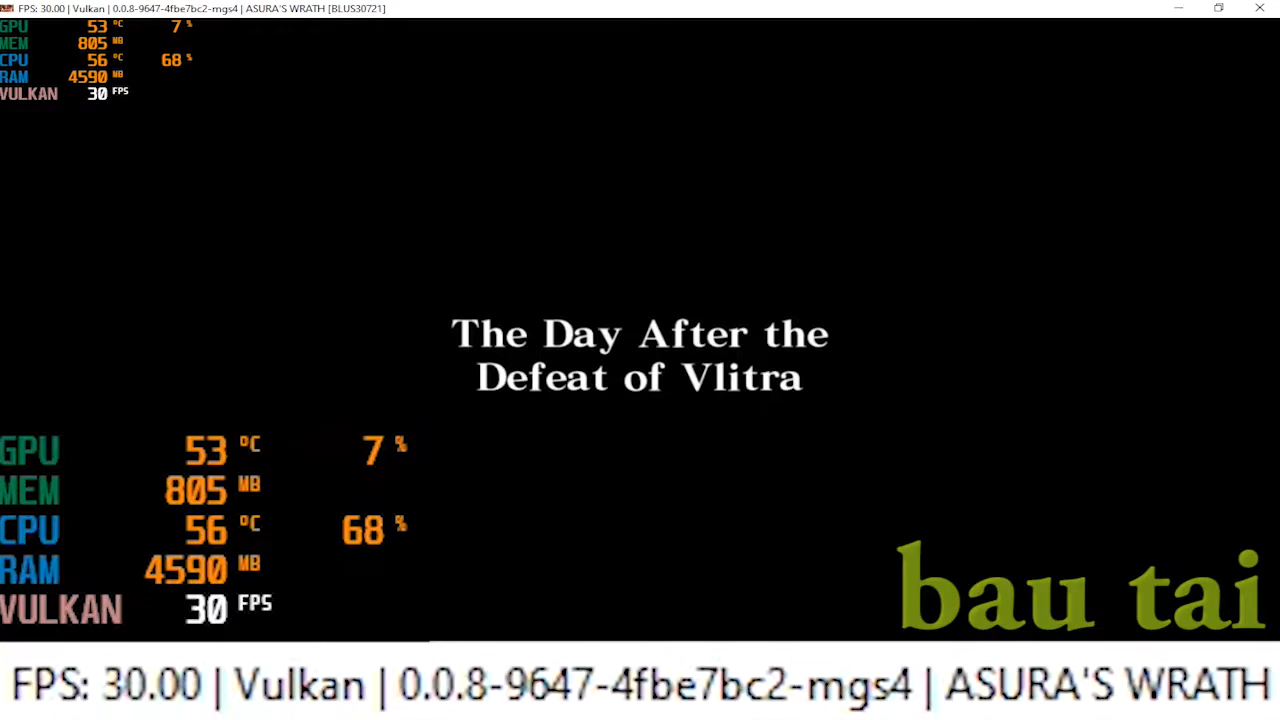 FPS: 30.00 | Vulkan | 0.0.8-9647-4fbe7bc2-mgs4 | ASURA'S WRATH [BLUS30721]
GPU 53 °C 7 %
MEM 805 MB
CPU 56 °C 68 %
RAM 4590 MB
VULKAN 30 FPS
The Day After the
Defeat of Vlitra
GPU 53 °C 7 %
MEM 805 MB
CPU 56 °C 68 %
RAM 4590 MB
VULKAN 30 FPS
bau tai
FPS: 30.00 | Vulkan | 0.0.8-9647-4fbe7bc2-mgs4 | ASURA'S WRATH